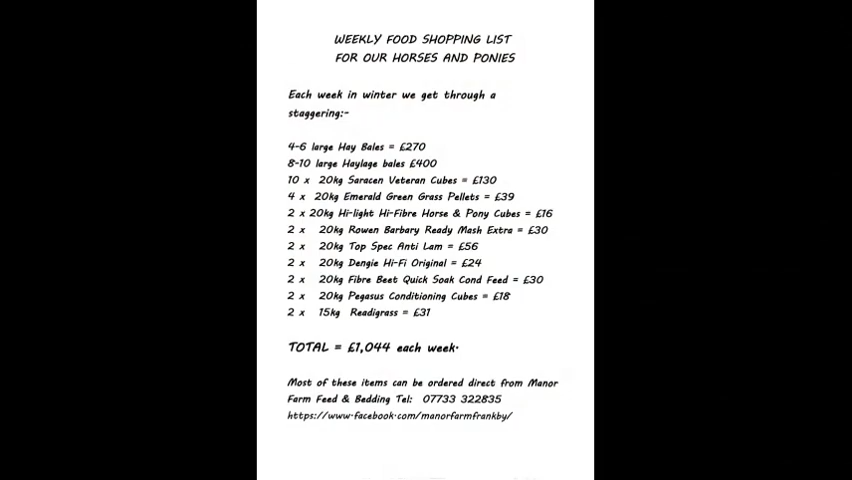 WEEKLY FOOD SHOPPING LIST
FOR OUR HORSES AND PONIES
Each week in winter we get through a
staggering:-
4-6 large Hay Bales = £270
8-10 large Haylage bales £400
10 x 20kg Saracen Veteran Cubes = £130
4 x 20kg Emerald Green Grass Pellets = £39
2 x 20kg Hi-light Hi-Fibre Horse & Pony Cubes = £16
2 x 20kg Rowen Barbary Ready Mash Extra = £30
2 x 20kg Top Spec Anti Lam = £56
2 x 20kg Dengie Hi-Fi Original = £24
2 x 20kg Fibre Beet Quick Soak Cond Feed = £30
2 x 20kg Pegasus Conditioning Cubes = £18
2 x 15kg Readigrass = £31
TOTAL = £1,044 each week.
Most of these items can be ordered direct from Manor
Farm Feed & Bedding Tel: 07733 322835
https://www.facebook.com/manorfarmfrankby/